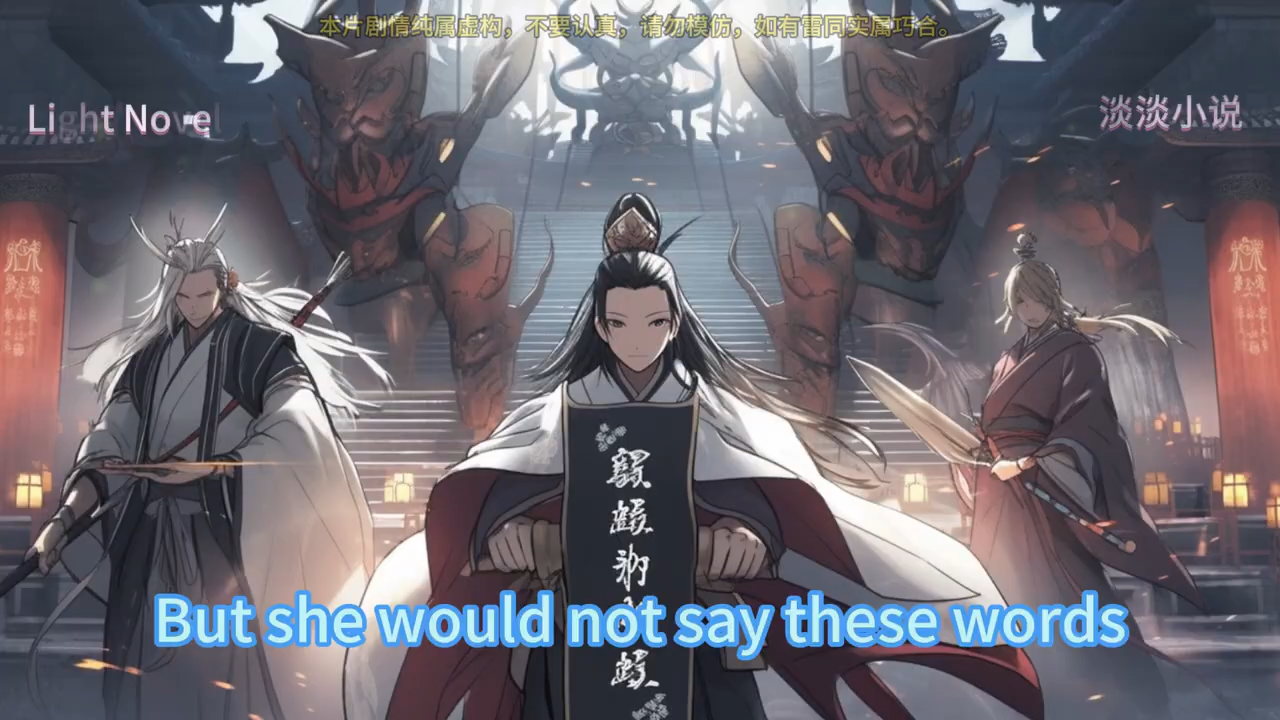 本片剧情纯属虚构，不要认真，请勿模仿，如有雷同实属巧合。
Light Novel
淡淡小说
But she would not say these words